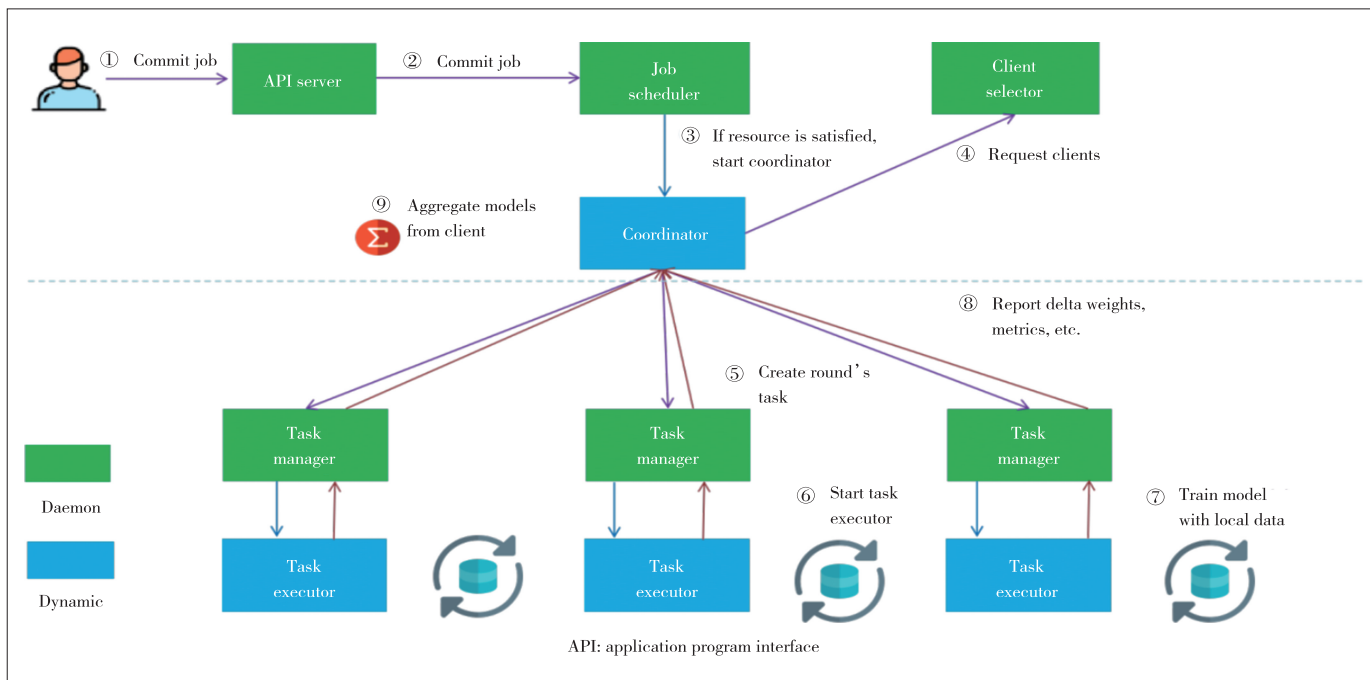 ① Commit job
API server
② Commit job
Job
scheduler
Client
selector
③ If resource is satisfied,
start coordinator
④ Request clients
⑨ Aggregate models
from client
Coordinator
⑧ Report delta weights,
metrics, etc.
⑤ Create round's
task
Task
manager
Task
manager
Task
manager
Daemon
⑥ Start task
executor
⑦ Train model
with local data
Task
executor
Task
executor
Task
executor
Dynamic
API: application program interface